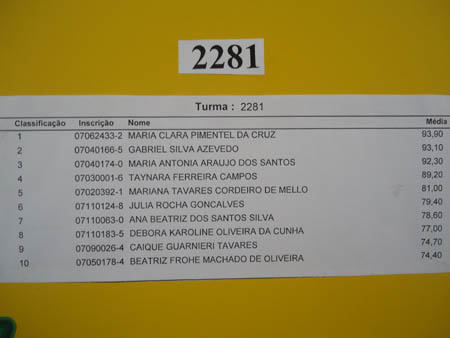 2281
Turma : 2281
Classificação Inscrição Nome Média
1 07062433-2 MARIA CLARA PIMENTEL DA CRUZ 93,90
2 07040166-5 GABRIEL SILVA AZEVEDO 93,10
3 07040174-0 MARIA ANTONIA ARAUJO DOS SANTOS 92,30
4 07030001-6 TAYNARA FERREIRA CAMPOS 89,20
5 07020392-1 MARIANA TAVARES CORDEIRO DE MELLO 81,00
6 07110124-8 JULIA ROCHA GONCALVES 79,40
7 07110063-0 ANA BEATRIZ DOS SANTOS SILVA 78,60
8 07110183-5 DEBORA KAROLINE OLIVEIRA DA CUNHA 77,00
9 07090026-4 CAIQUE GUARNIERI TAVARES 74,70
10 07050178-4 BEATRIZ FROHE MACHADO DE OLIVEIRA 74,40